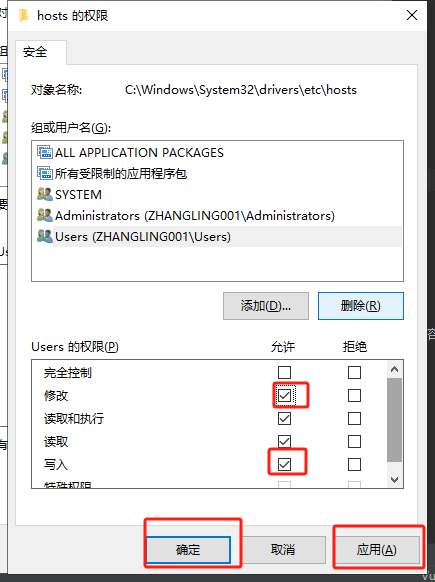 hosts 的权限
安全
对象名称: C:\Windows\System32\drivers\etc\hosts
组或用户名(G):
ALL APPLICATION PACKAGES
所有受限制的应用程序包
SYSTEM
Administrators (ZHANGLING001\Administrators)
Users (ZHANGLING001\Users)
添加(D)... 删除(R)
Users 的权限(P) 允许 拒绝
完全控制
修改
读取和执行
读取
写入
特殊权限
确定 取消 应用(A)